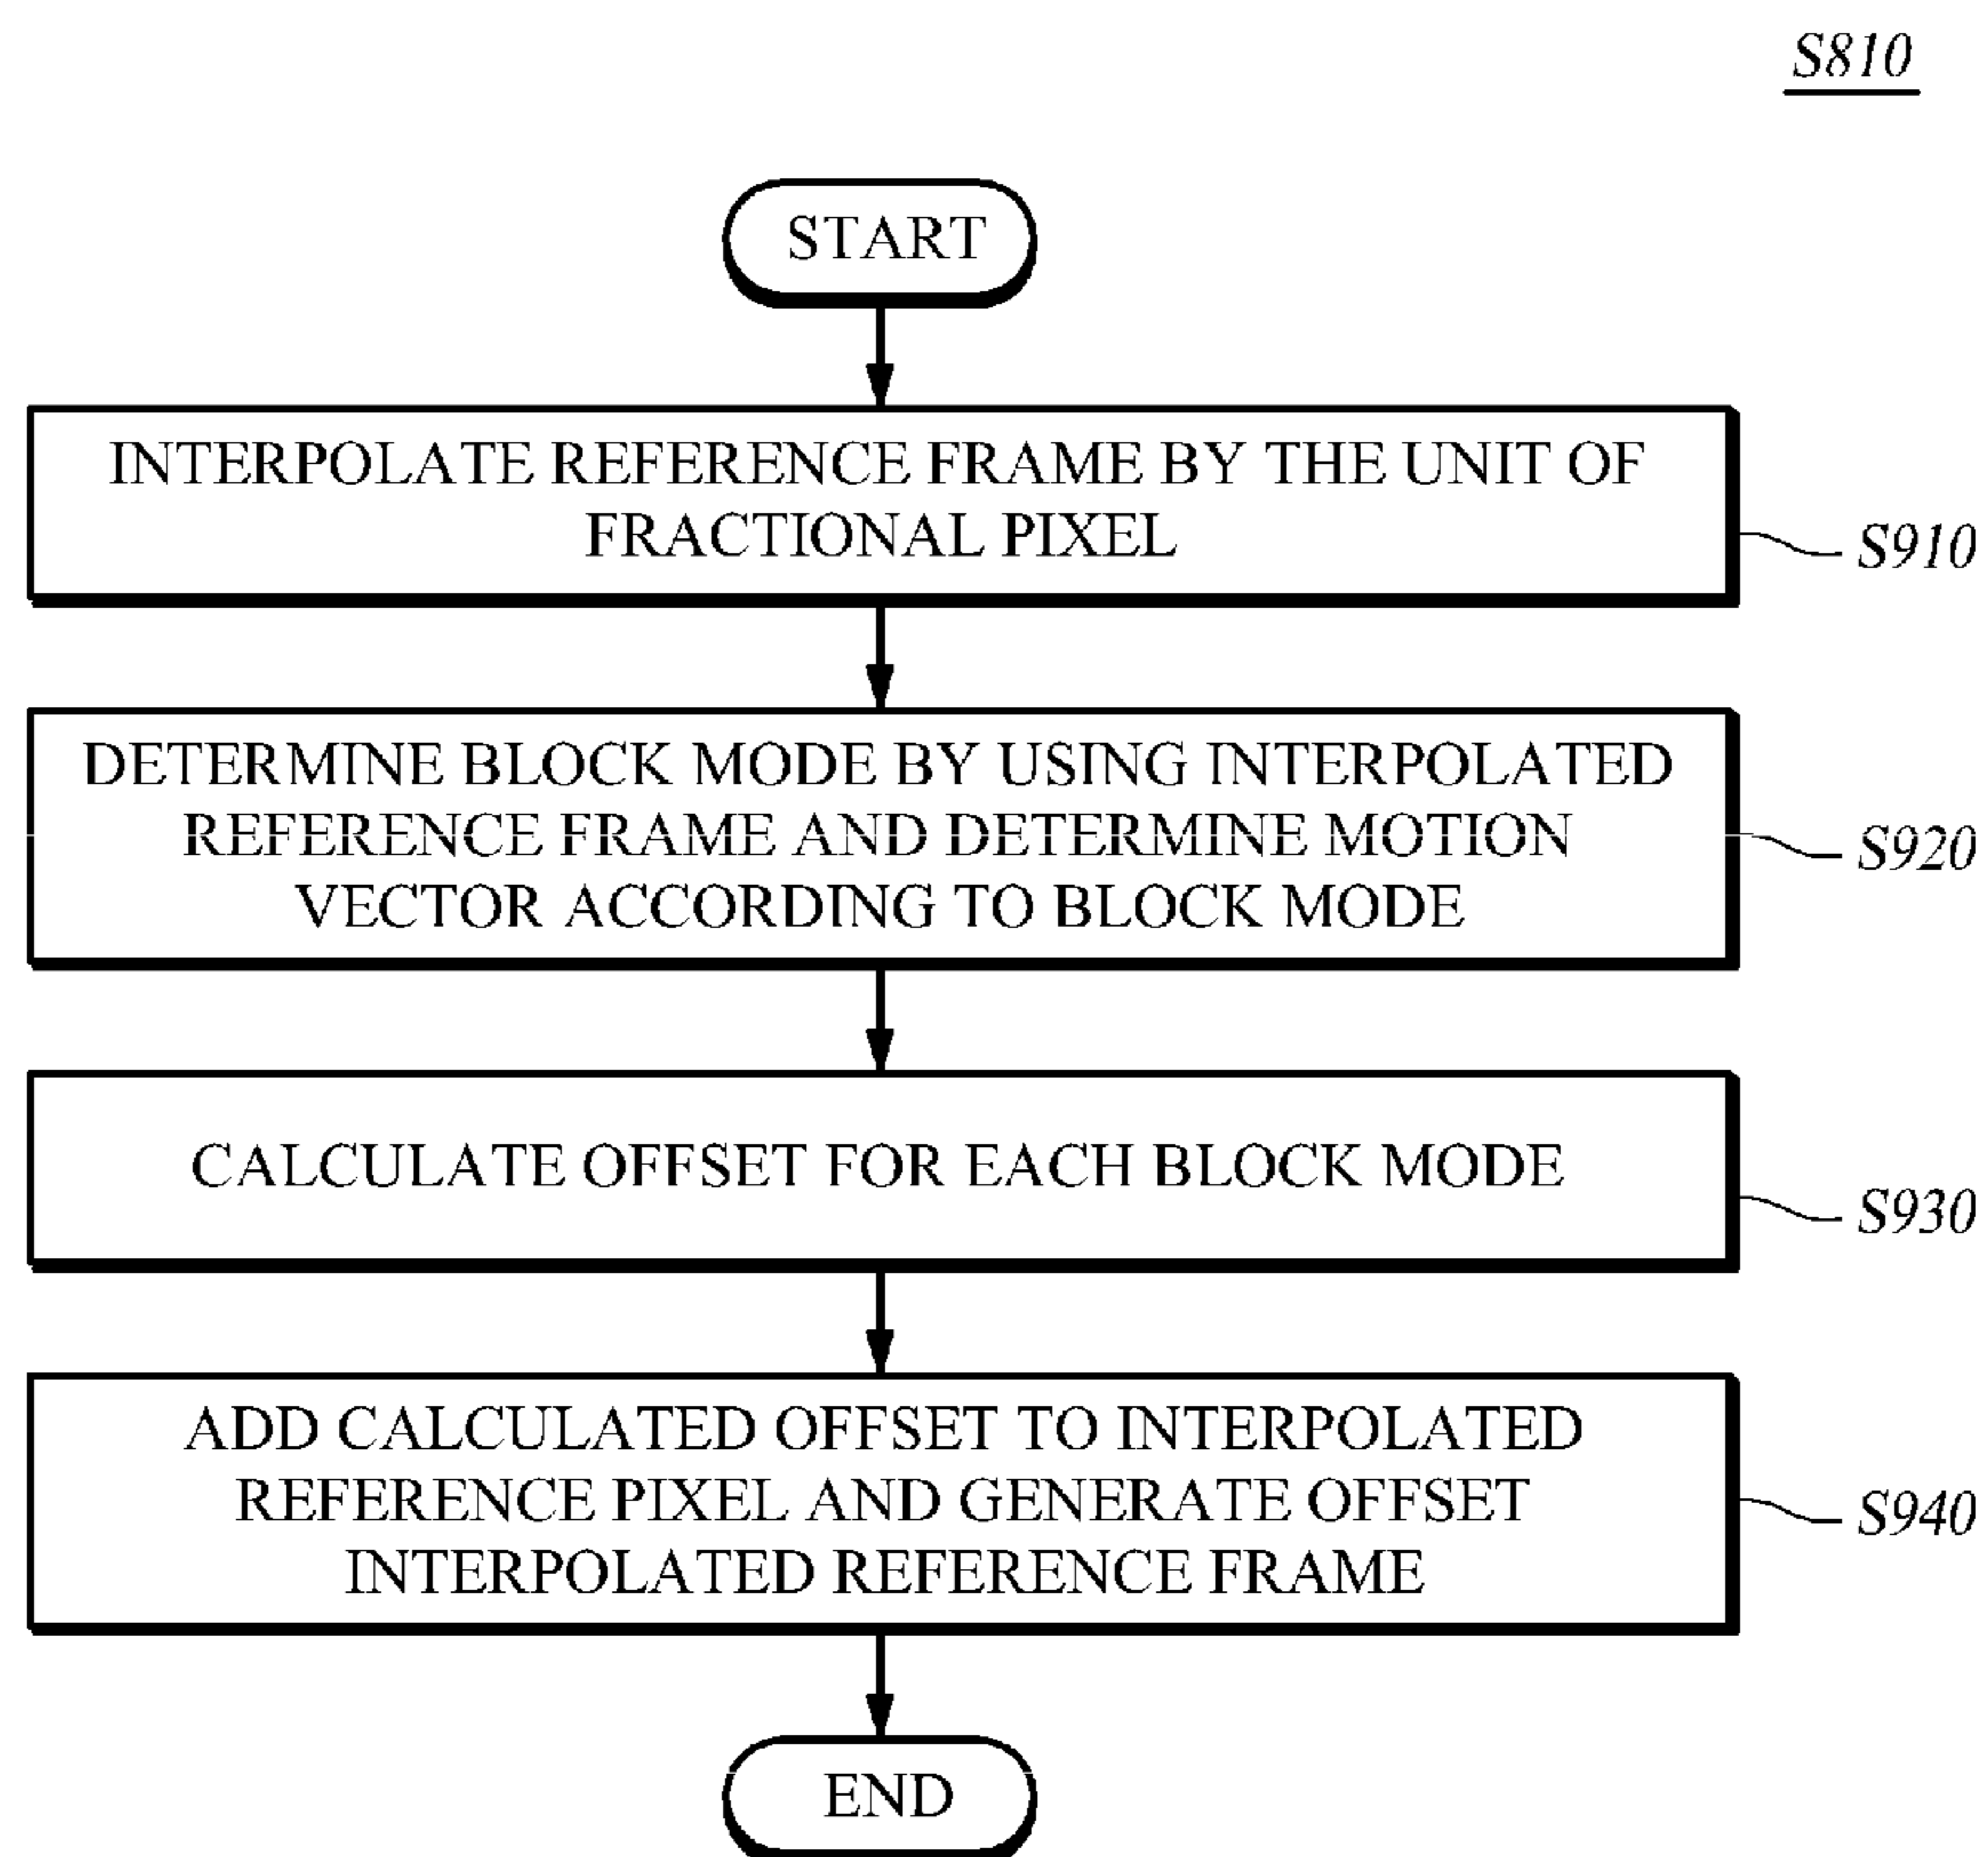 S810
START
INTERPOLATE REFERENCE FRAME BY THE UNIT OF
FRACTIONAL PIXEL
S910
DETERMINE BLOCK MODE BY USING INTERPOLATED
REFERENCE FRAME AND DETERMINE MOTION
VECTOR ACCORDING TO BLOCK MODE
S920
CALCULATE OFFSET FOR EACH BLOCK MODE
S930
ADD CALCULATED OFFSET TO INTERPOLATED
REFERENCE PIXEL AND GENERATE OFFSET
INTERPOLATED REFERENCE FRAME
S940
END